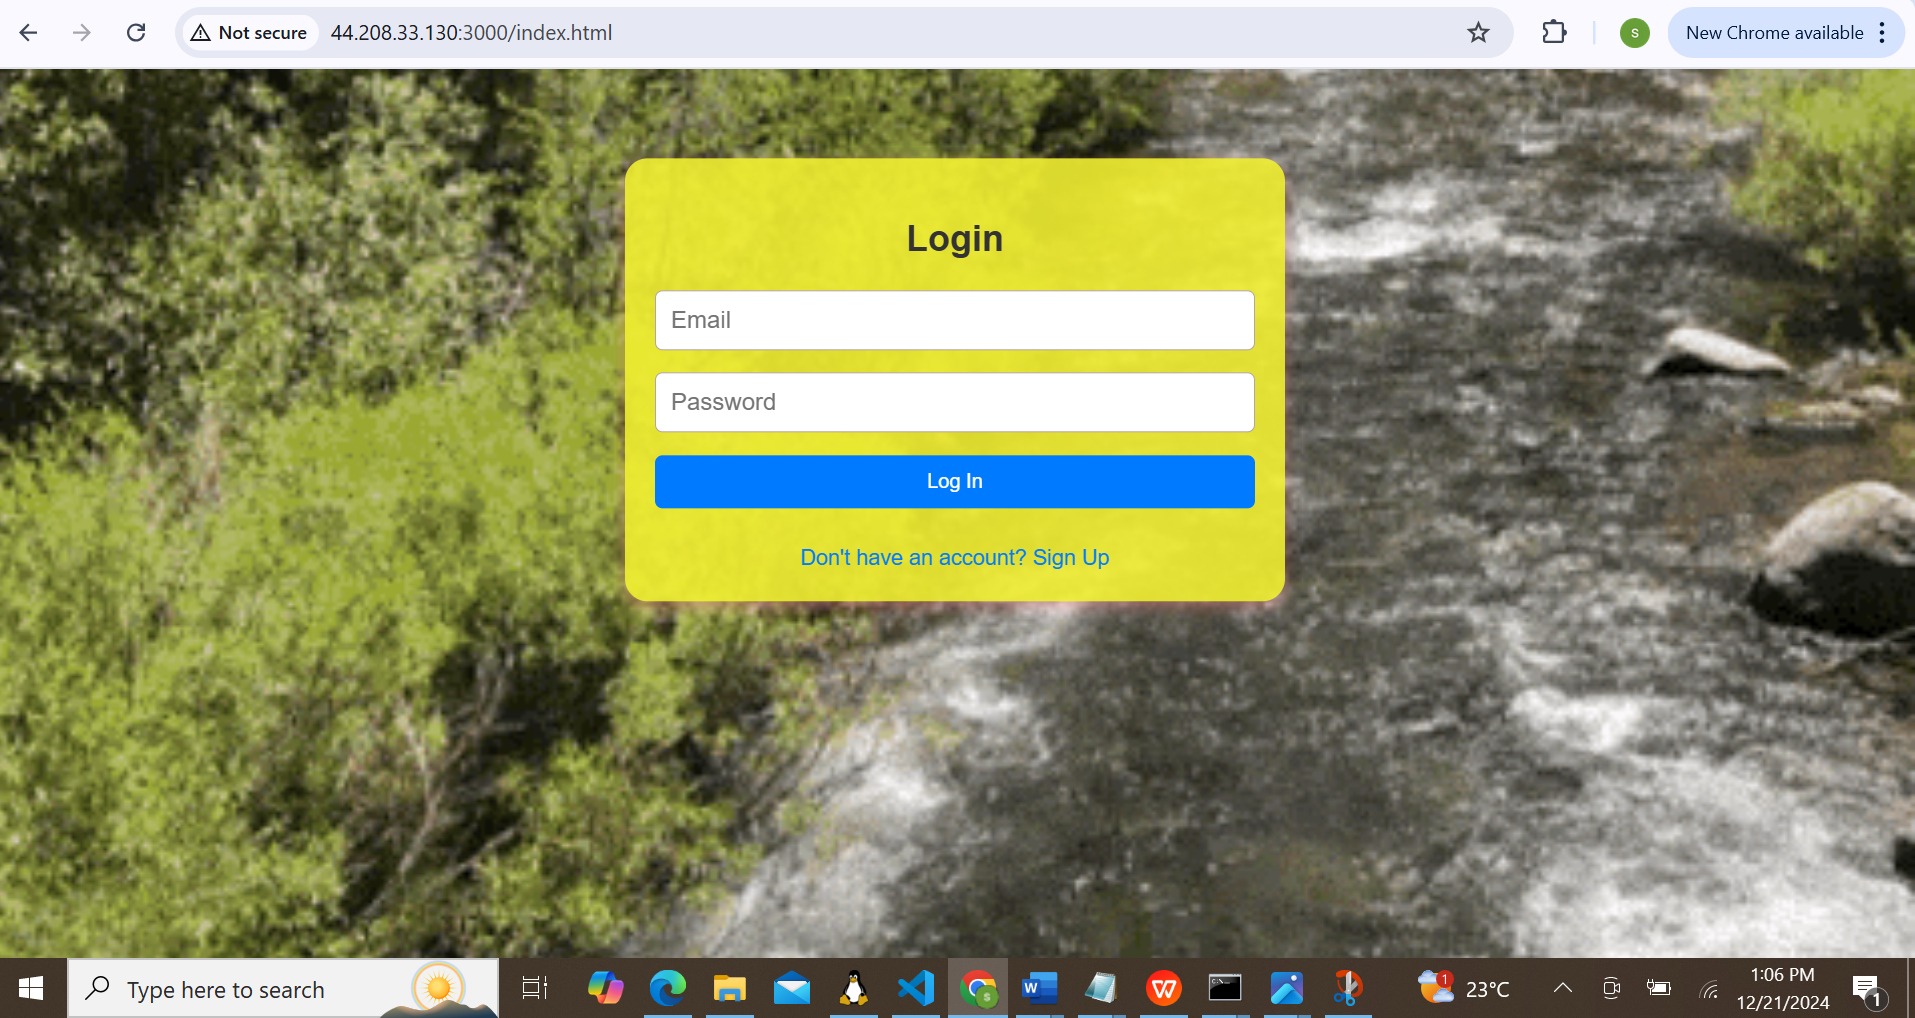 Not secure 44.208.33.130:3000/index.html S New Chrome available
Login
Email
Password
Log In
Don't have an account? Sign Up
Type here to search 1 23°C 1:06 PM
12/21/2024 1